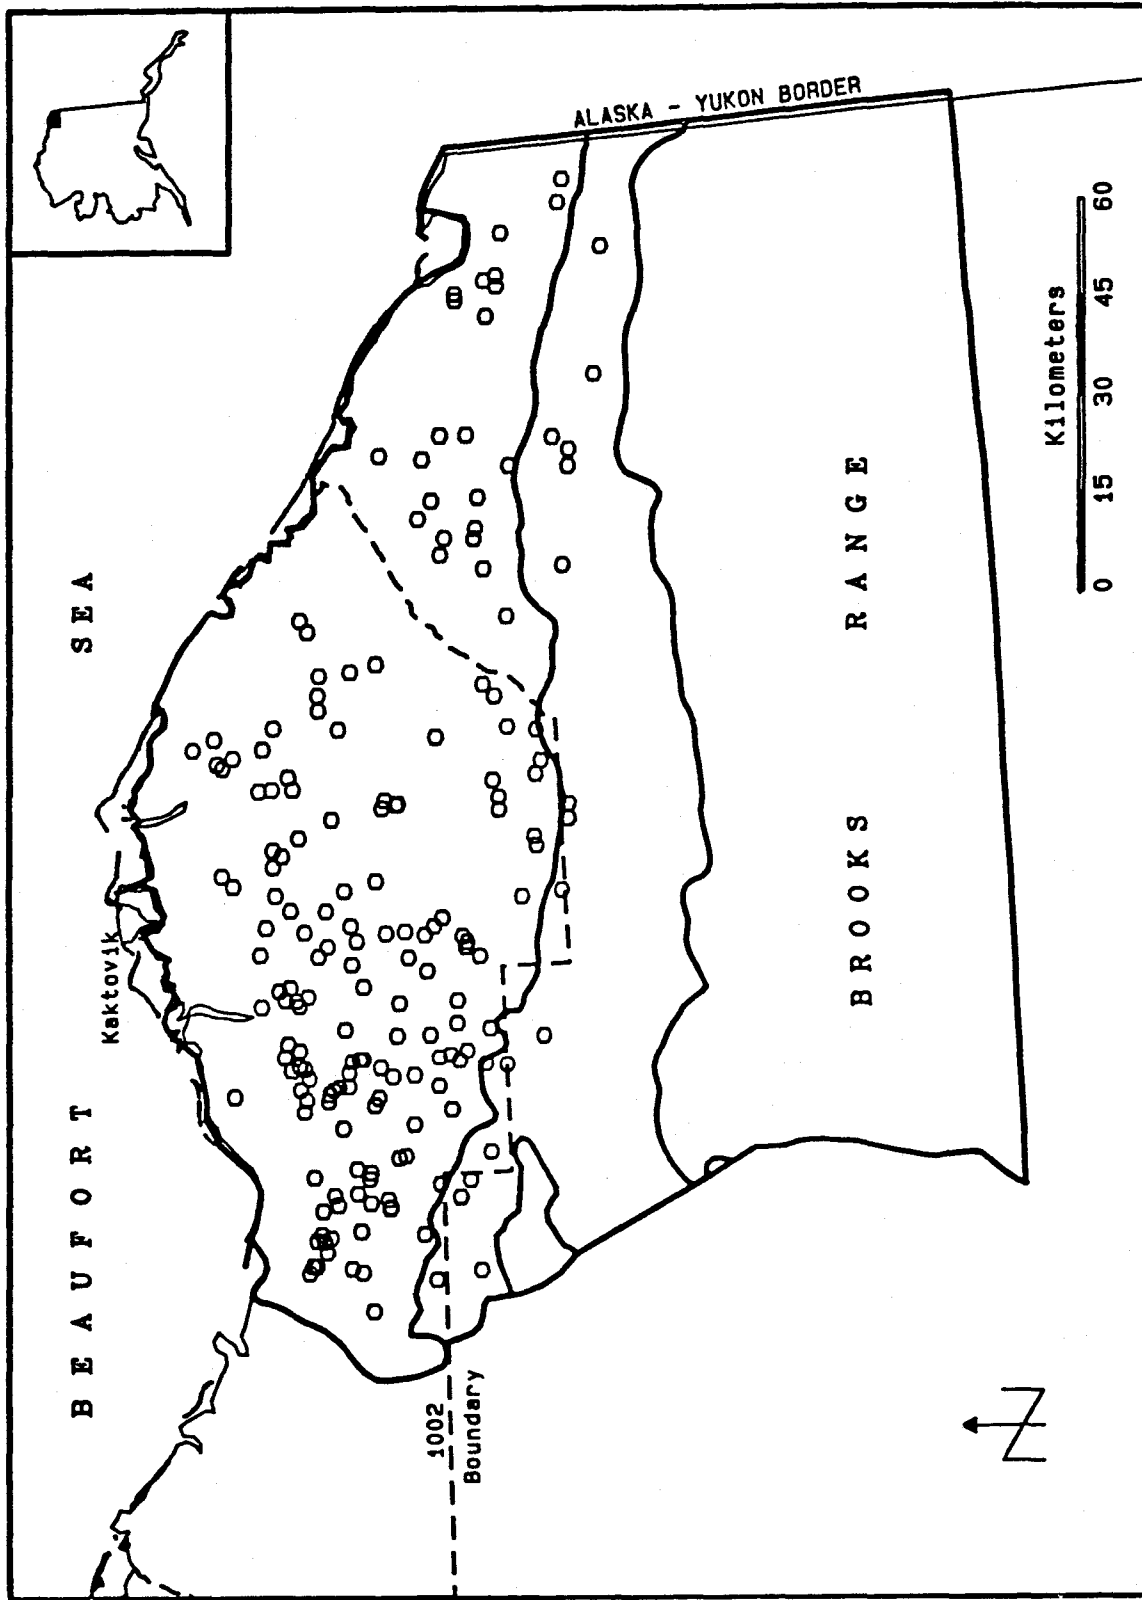 BEAUFORT SEA
Kaktovik
ALASKA - YUKON BORDER
1002
Boundary
BROOKS RANGE
Kilometers
0 15 30 45 60
N